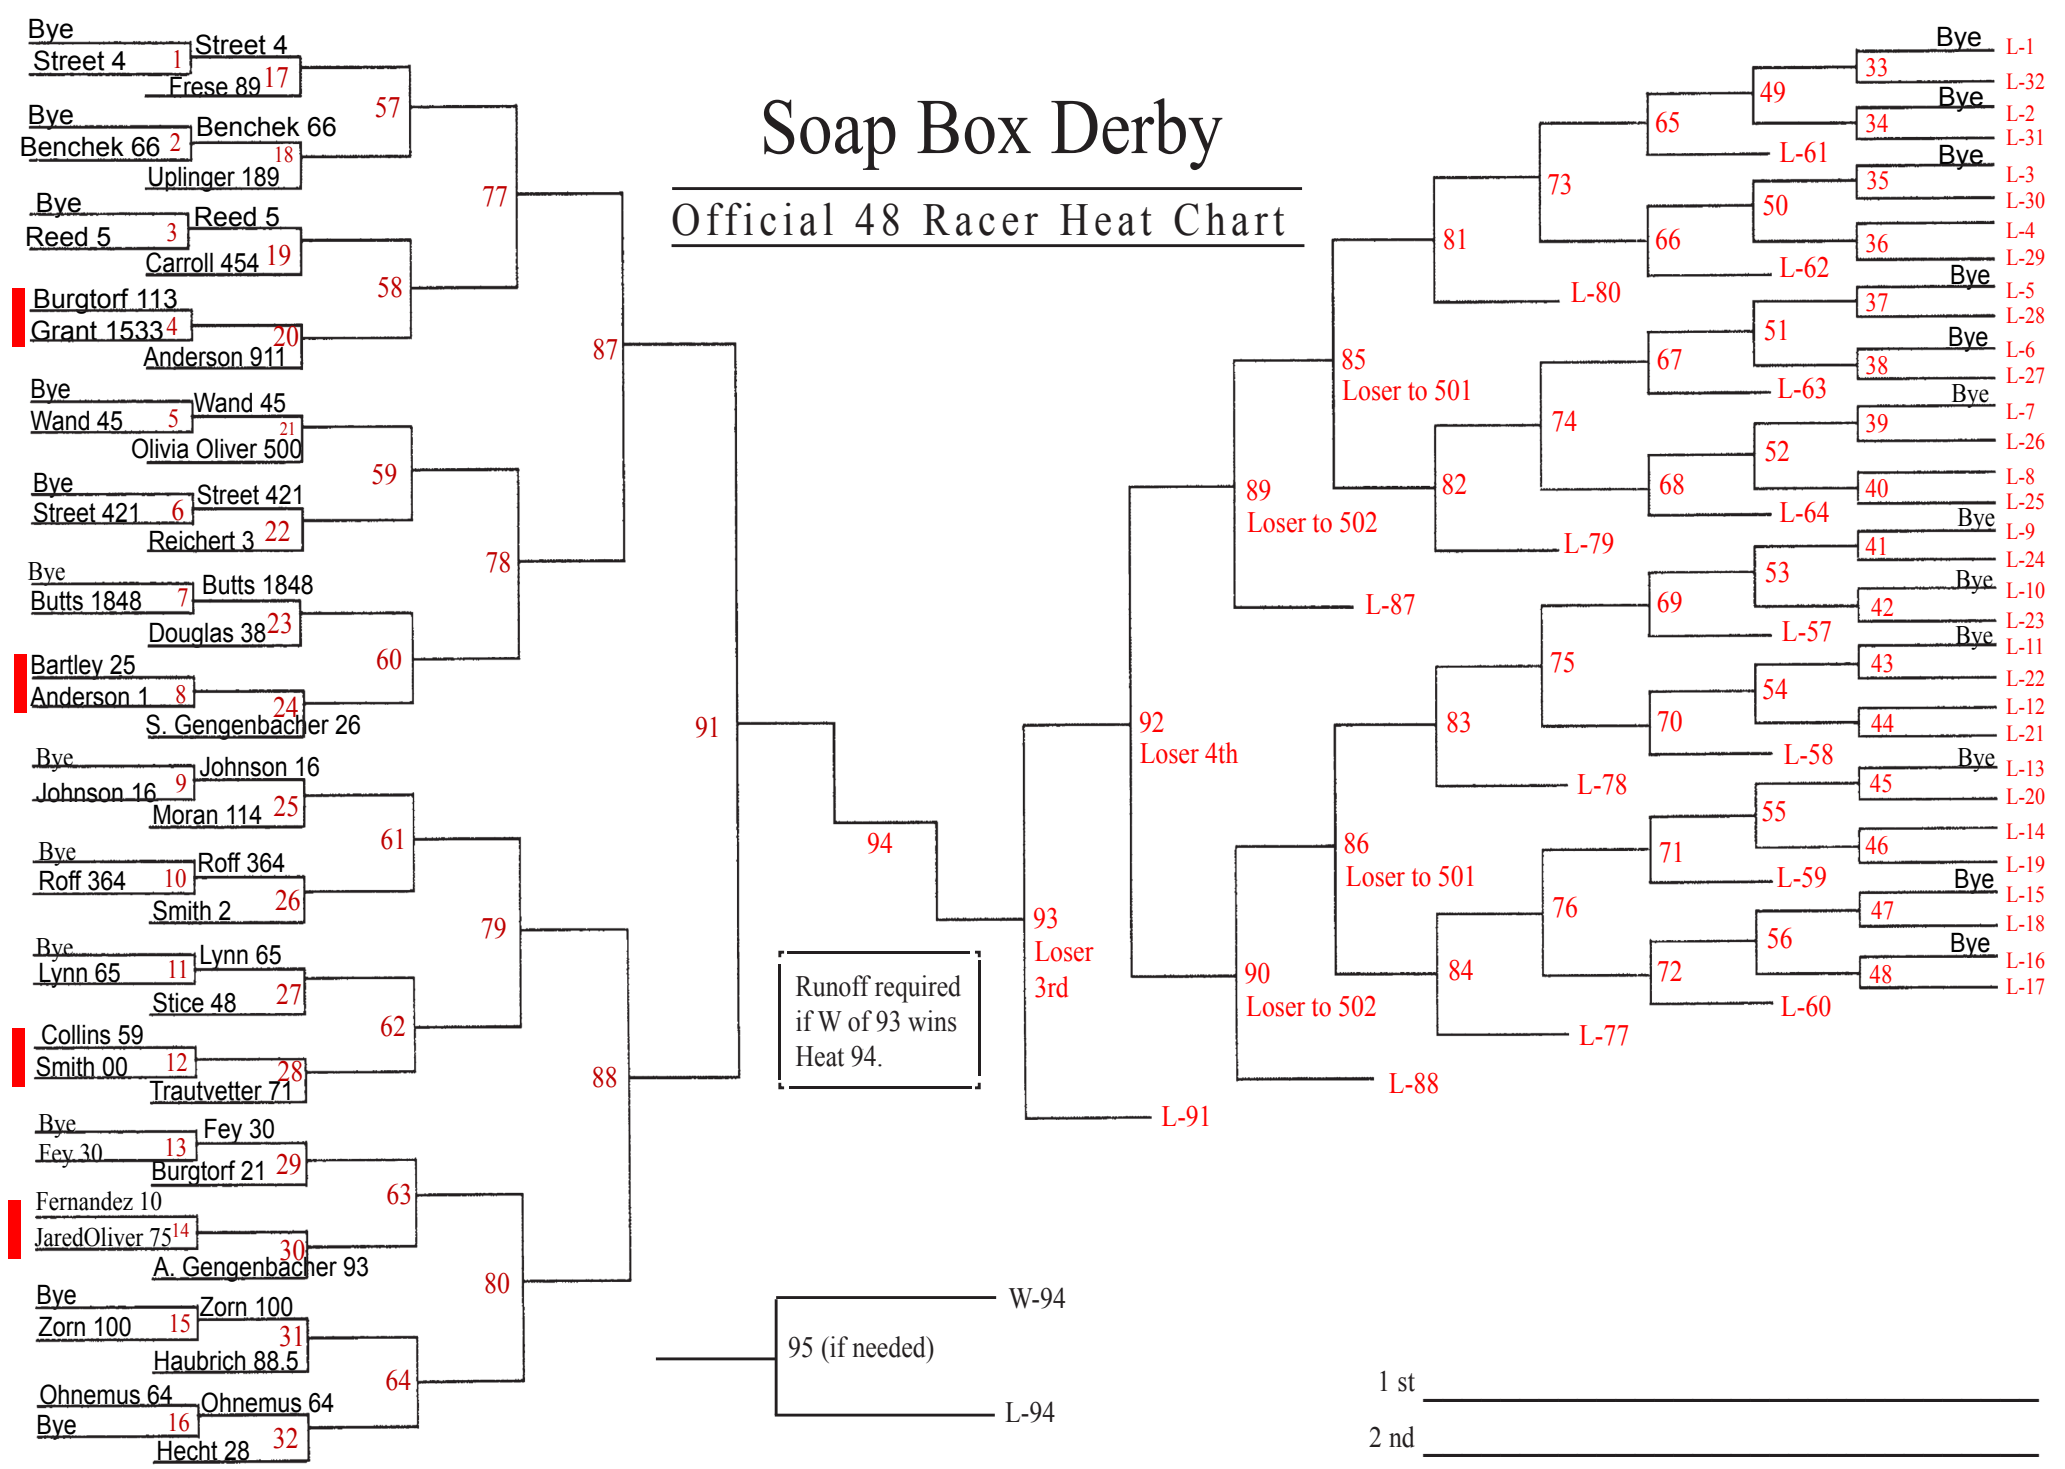 Soap Box Derby
Official 48 Racer Heat Chart
Bye
Street 4
1
Street 4
Frese 89
17
Bye
Benchek 66
2
Benchek 66
Uplinger 189
18
57
Bye
Reed 5
3
Reed 5
Carroll 454
19
Burgtorf 113
Grant 1533
4
Anderson 911
20
58
77
Bye
Wand 45
5
Wand 45
Olivia Oliver 500
21
Bye
Street 421
6
Street 421
Reichert 3
22
59
Bye
Butts 1848
7
Butts 1848
Douglas 38
23
Bartley 25
Anderson 1
8
S. Gengenbacher 26
24
60
78
87
Bye
Johnson 16
9
Johnson 16
Moran 114
25
Bye
Roff 364
10
Roff 364
Smith 2
26
61
Bye
Lynn 65
11
Lynn 65
Stice 48
27
Collins 59
Smith 00
12
Trautvetter 71
28
62
79
Bye
Fey 30
13
Fey 30
Burgtorf 21
29
Fernandez 10
JaredOliver 75
14
A. Gengenbacher 93
30
63
Bye
Zorn 100
15
Zorn 100
Haubrich 88.5
31
Ohnemus 64
Bye
16
Ohnemus 64
Hecht 28
32
64
80
88
91
94
Runoff required
if W of 93 wins
Heat 94.
W-94
95 (if needed)
L-94
93
Loser
3rd
L-91
92
Loser 4th
89
Loser to 502
L-87
90
Loser to 502
L-88
85
Loser to 501
86
Loser to 501
81
L-80
82
L-79
83
L-78
84
L-77
73
74
75
76
65
L-61
66
L-62
67
L-63
68
L-64
69
L-57
70
L-58
71
L-59
72
L-60
49
50
51
52
53
54
55
56
Bye L-1
33
L-32
Bye L-2
34
L-31
Bye L-3
35
L-30
L-4
36
L-29
Bye L-5
37
L-28
Bye L-6
38
L-27
Bye L-7
39
L-26
L-8
40
L-25
Bye L-9
41
L-24
Bye L-10
42
L-23
Bye L-11
43
L-22
L-12
44
L-21
Bye L-13
45
L-20
L-14
46
L-19
Bye L-15
47
L-18
Bye L-16
48
L-17
1 st
2 nd